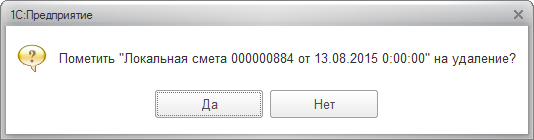 1С:Предприятие
Пометить "Локальная смета 000000884 от 13.08.2015 0:00:00" на удаление?
Да
Нет